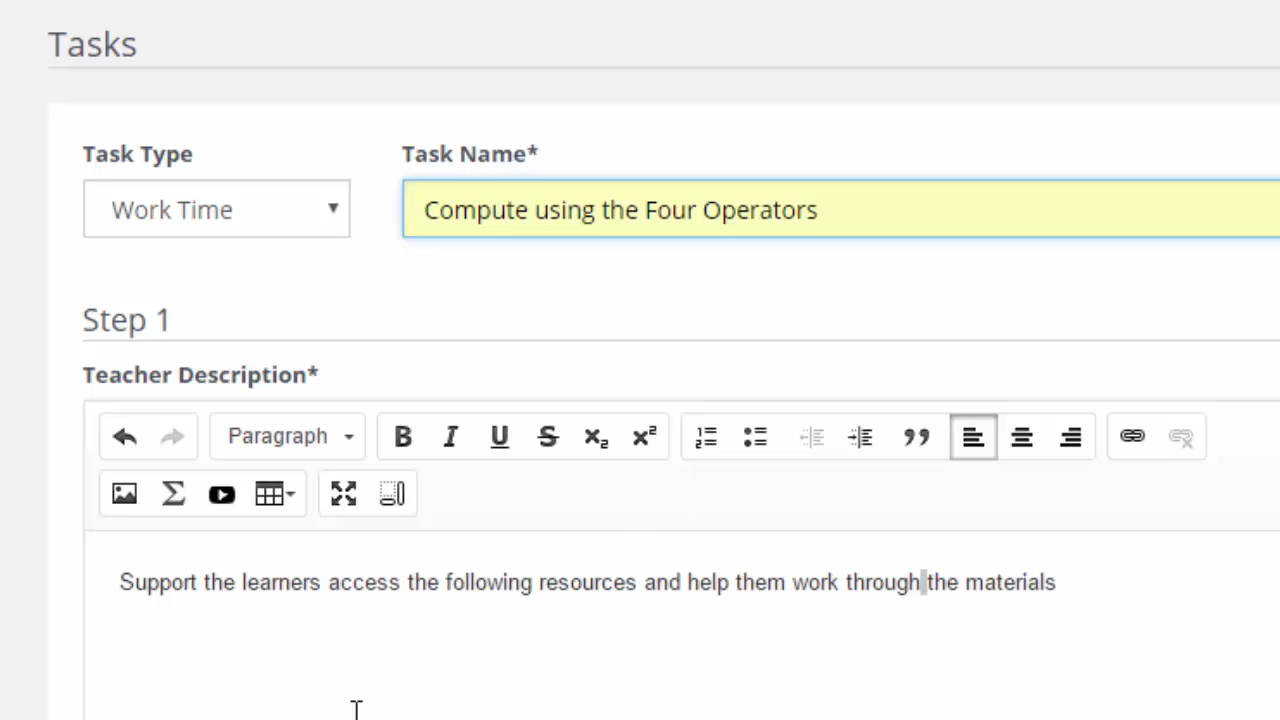 Tasks
Task Type
Task Name*
Work Time
Compute using the Four Operators
Step 1
Teacher Description*
Paragraph
Support the learners access the following resources and help them work through the materials